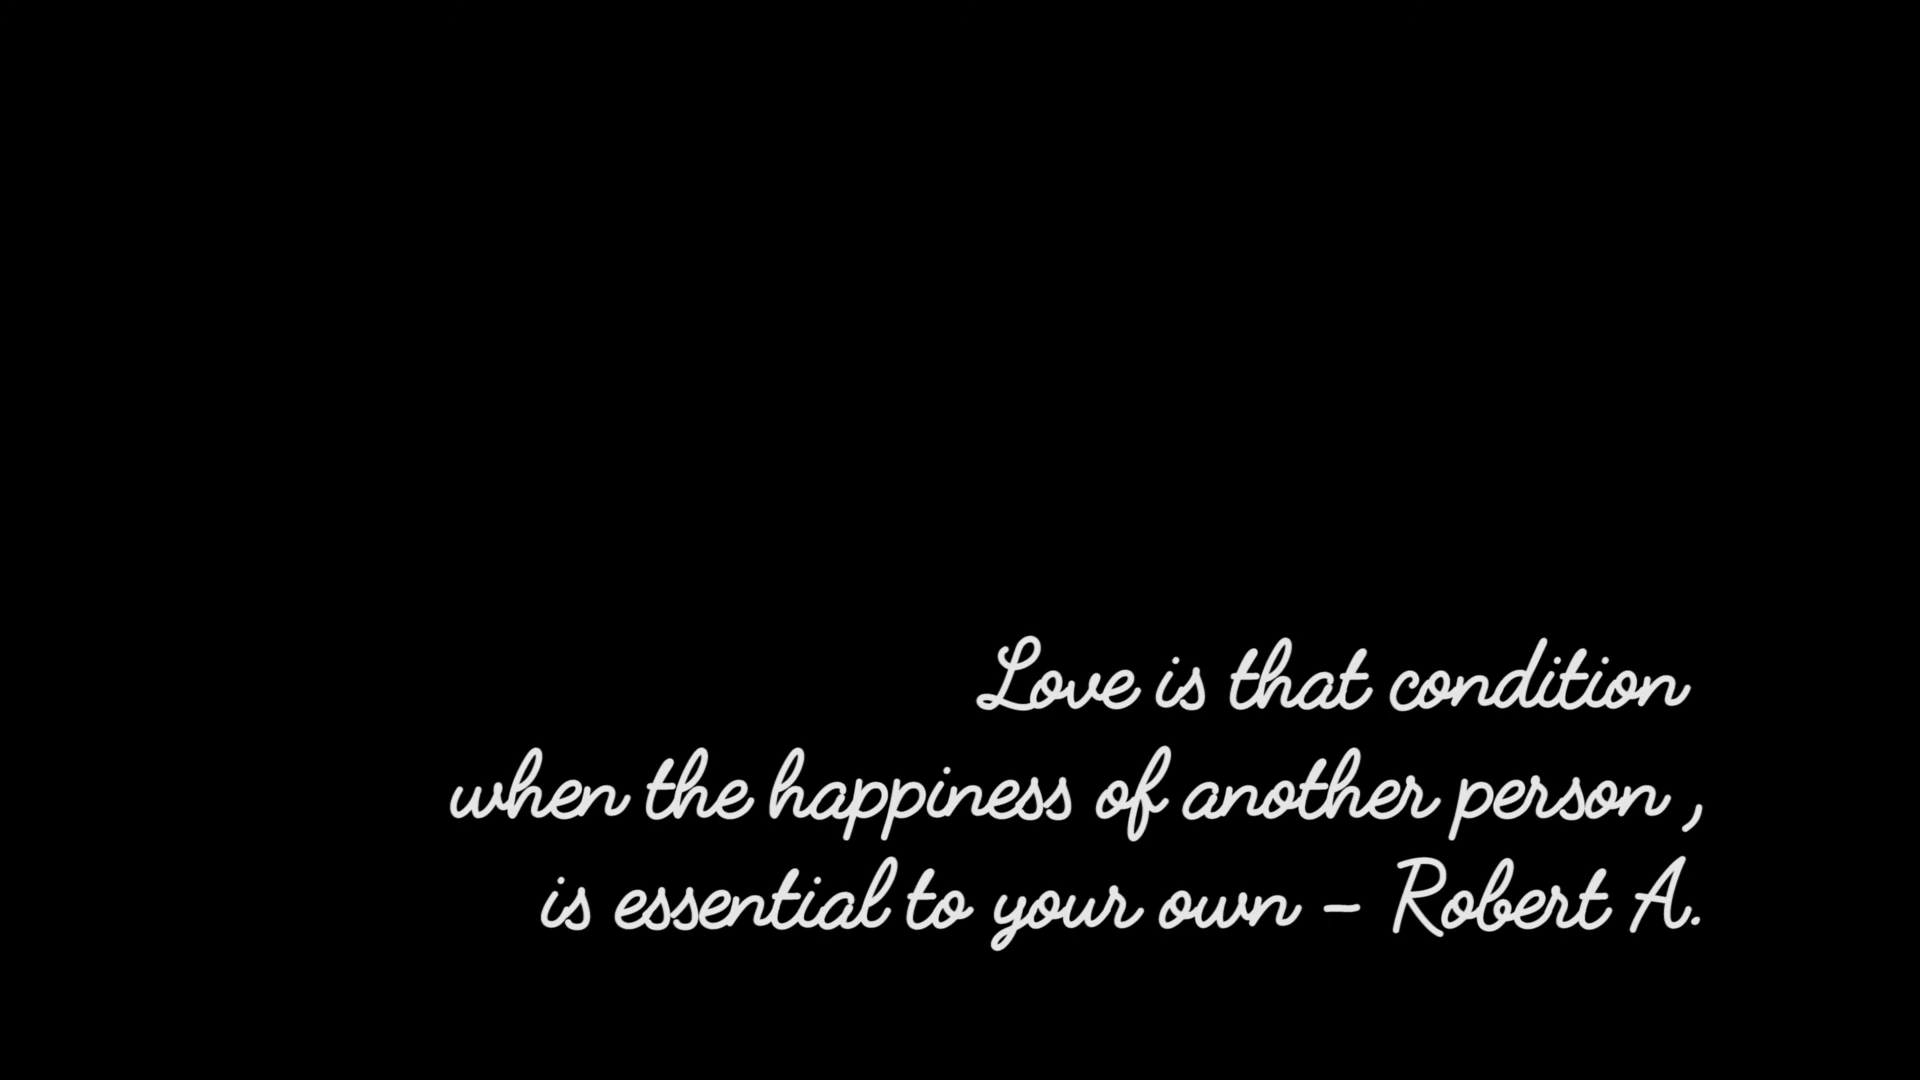 Love is that condition
when the happiness of another person ,
is essential to your own - Robert A.